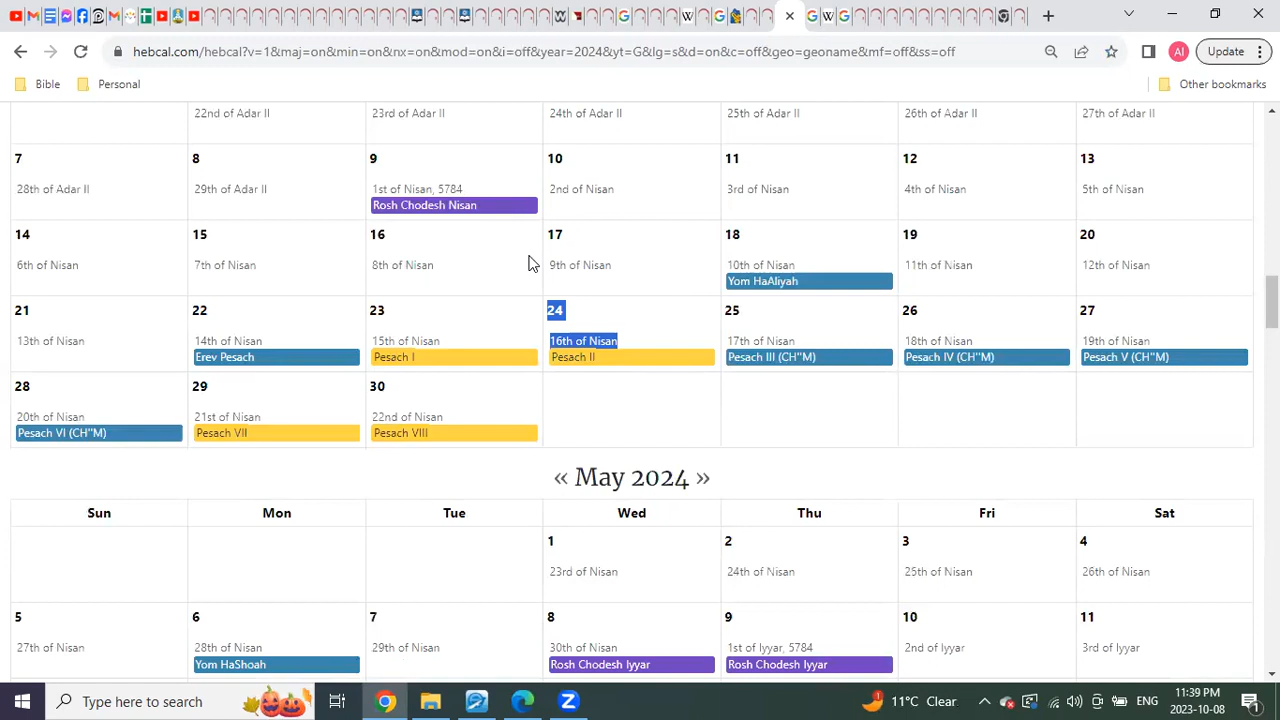 hebcal.com/hebcal?v=1&maj=on&min=on&nx=on&mod=on&i=off&year=2024&yt=G&lg=s&d=on&c=off&geo=geoname&mf=off&ss=off
AI
Update
Bible
Personal
Other bookmarks
22nd of Adar II
23rd of Adar II
24th of Adar II
25th of Adar II
26th of Adar II
27th of Adar II
7
28th of Adar II
8
29th of Adar II
9
1st of Nisan, 5784
Rosh Chodesh Nisan
10
2nd of Nisan
11
3rd of Nisan
12
4th of Nisan
13
5th of Nisan
14
6th of Nisan
15
7th of Nisan
16
8th of Nisan
17
9th of Nisan
18
10th of Nisan
Yom HaAliyah
19
11th of Nisan
20
12th of Nisan
21
13th of Nisan
22
14th of Nisan
Erev Pesach
23
15th of Nisan
Pesach I
24
16th of Nisan
Pesach II
25
17th of Nisan
Pesach III (CH''M)
26
18th of Nisan
Pesach IV (CH''M)
27
19th of Nisan
Pesach V (CH''M)
28
20th of Nisan
Pesach VI (CH''M)
29
21st of Nisan
Pesach VII
30
22nd of Nisan
Pesach VIII
« May 2024 »
Sun
Mon
Tue
Wed
Thu
Fri
Sat
1
23rd of Nisan
2
24th of Nisan
3
25th of Nisan
4
26th of Nisan
5
27th of Nisan
6
28th of Nisan
Yom HaShoah
7
29th of Nisan
8
30th of Nisan
Rosh Chodesh Iyyar
9
1st of Iyyar, 5784
Rosh Chodesh Iyyar
10
2nd of Iyyar
11
3rd of Iyyar
Type here to search
1
11°C Clear
ENG
11:39 PM
2023-10-08
1